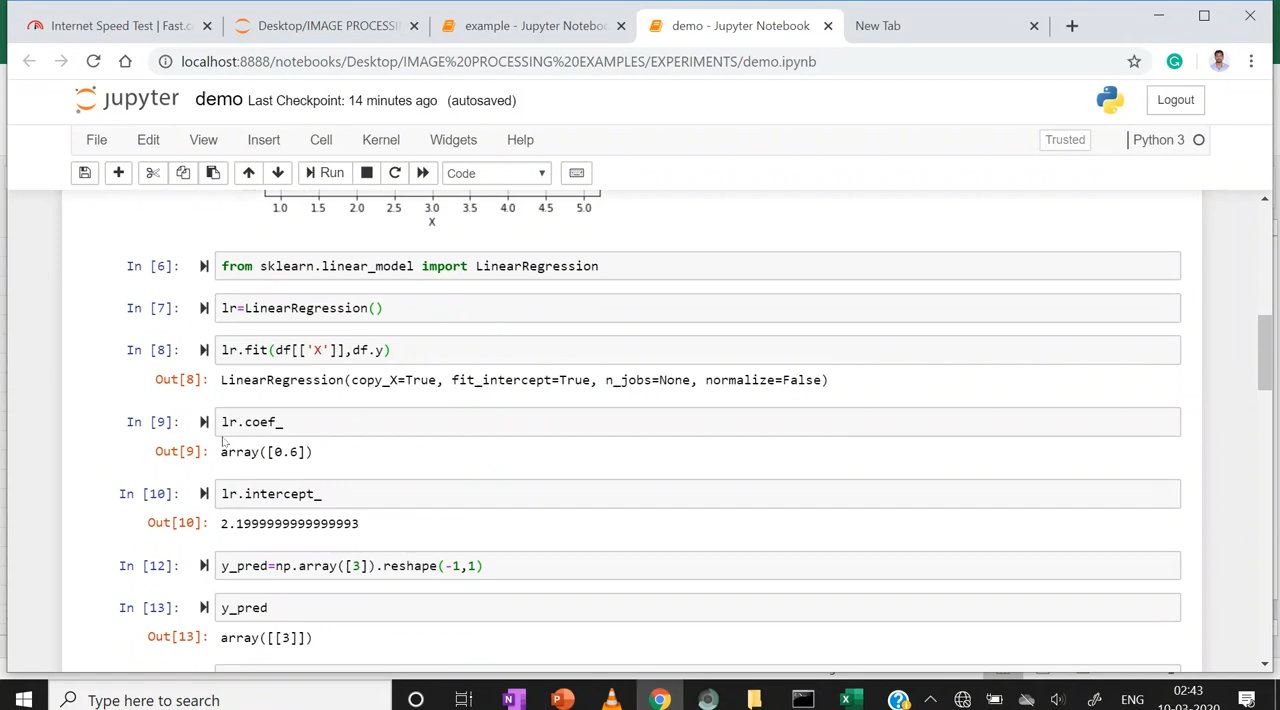 Internet Speed Test | Fast.c
Desktop/IMAGE PROCESSI
example - Jupyter Notebo
demo - Jupyter Notebook
New Tab
localhost:8888/notebooks/Desktop/IMAGE%20PROCESSING%20EXAMPLES/EXPERIMENTS/demo.ipynb
jupyter demo Last Checkpoint: 14 minutes ago (autosaved)
Logout
File Edit View Insert Cell Kernel Widgets Help
Trusted
Python 3
Run
Code
1.0 1.5 2.0 2.5 3.0 3.5 4.0 4.5 5.0
X
In [6]: from sklearn.linear_model import LinearRegression
In [7]: lr=LinearRegression()
In [8]: lr.fit(df[['X']],df.y)
Out[8]: LinearRegression(copy_X=True, fit_intercept=True, n_jobs=None, normalize=False)
In [9]: lr.coef_
Out[9]: array([0.6])
In [10]: lr.intercept_
Out[10]: 2.1999999999999993
In [12]: y_pred=np.array([3]).reshape(-1,1)
In [13]: y_pred
Out[13]: array([[3]])
Type here to search
ENG
02:43
10-03-2020